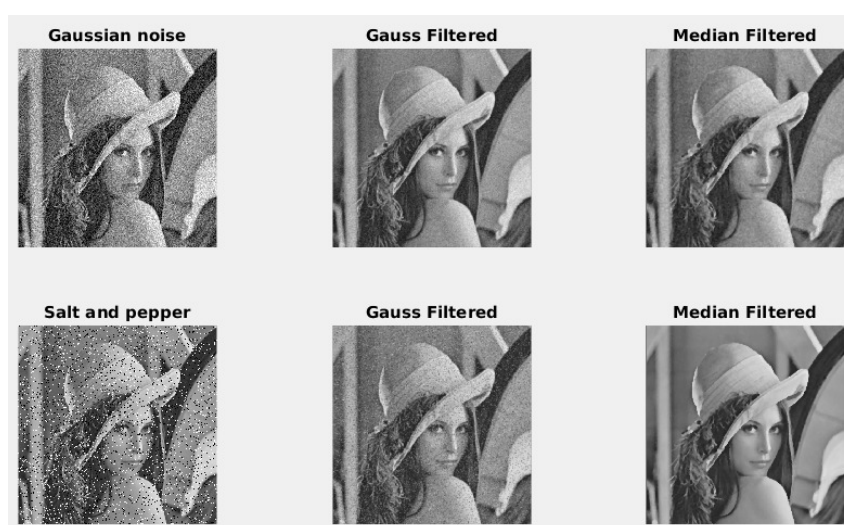 Gaussian noise
Gauss Filtered
Median Filtered
Salt and pepper
Gauss Filtered
Median Filtered